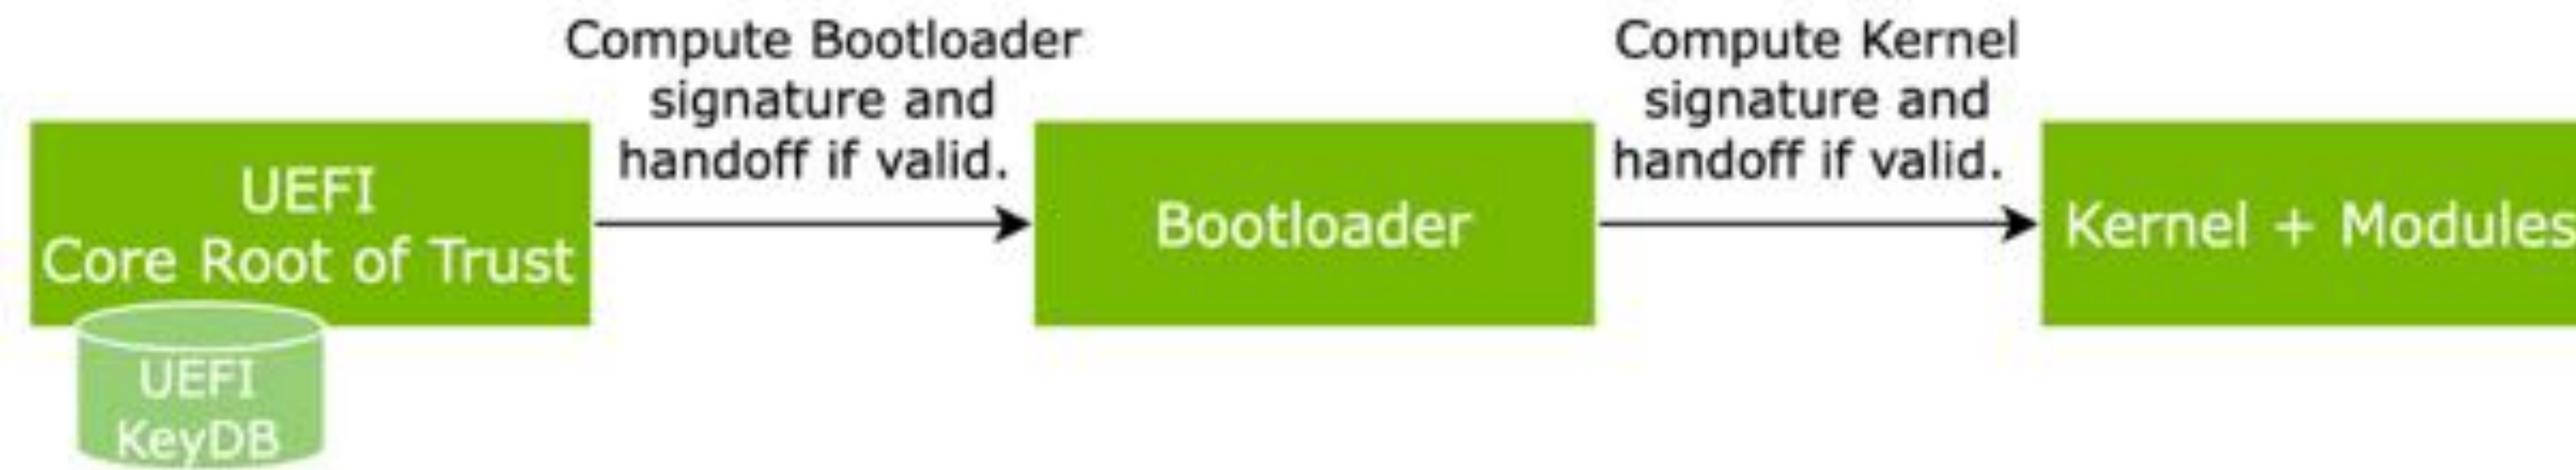 Compute Bootloader
signature and
handoff if valid.
Compute Kernel
signature and
handoff if valid.
UEFI
Core Root of Trust
Bootloader
Kernel + Modules
UEFI
KeyDB